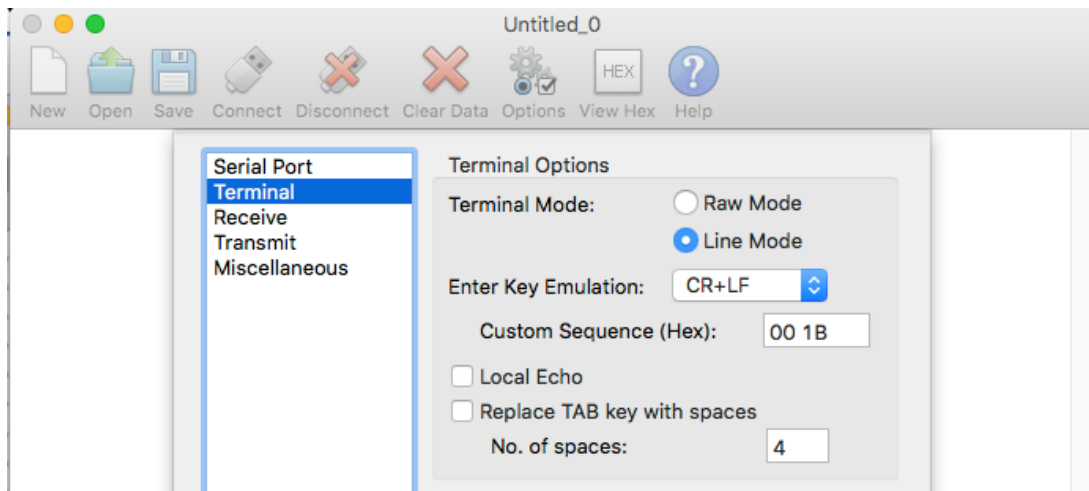 Untitled_0
HEX
New Open Save Connect Disconnect Clear Data Options View Hex Help
Serial Port
Terminal
Receive
Transmit
Miscellaneous
Terminal Options
Terminal Mode: Raw Mode
Line Mode
Enter Key Emulation: CR+LF
Custom Sequence (Hex): 00 1B
Local Echo
Replace TAB key with spaces
No. of spaces: 4